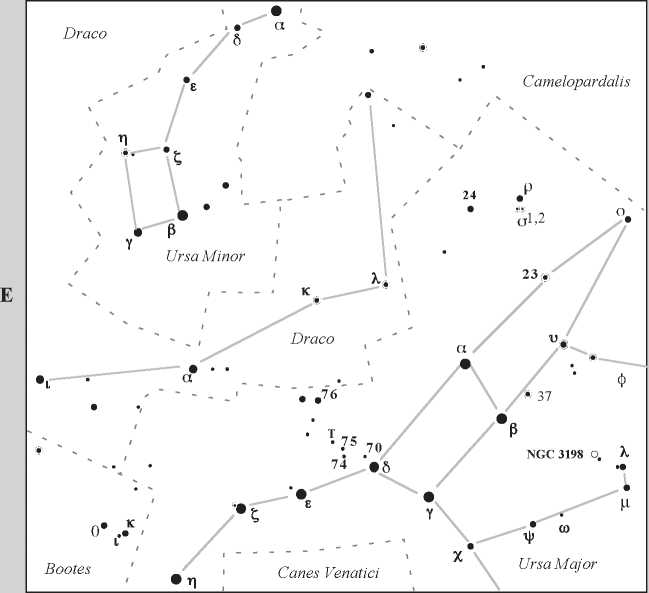 α
δ
Draco
Camelopardalis
ε
η
ζ
24
ρ
σ1,2
ο
β
γ
Ursa Minor
23
λ
κ
E
Draco
υ
α
α
ι
φ
76
37
β
T
75
70
74
δ
NGC 3198
λ
ε
γ
μ
ζ
θ
κ
ι
ψ
ω
χ
Bootes
η
Canes Venatici
Ursa Major